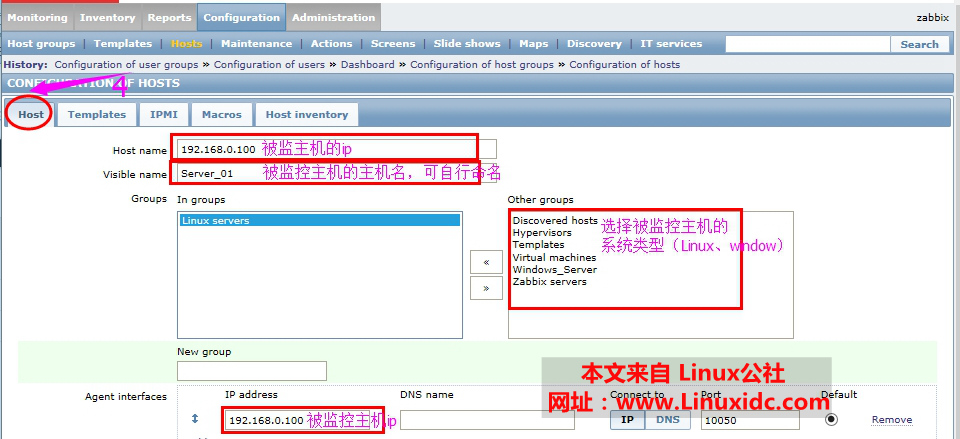 Monitoring Inventory Reports Configuration Administration zabbix
Host groups Templates Hosts Maintenance Actions Screens Slide shows Maps Discovery IT services Search
History: Configuration of user groups » Configuration of users » Dashboard » Configuration of host groups » Configuration of hosts
CONFIGURATION OF HOSTS
4
Host Templates IPMI Macros Host inventory
Host name 192.168.0.100 被监主机的ip
Visible name Server_01 被监控主机的主机名，可自行命名
Groups In groups Other groups
Linux servers
Discovered hosts
Hypervisors
Templates
Virtual machines
Windows_Server
Zabbix servers
选择被监控主机的
系统类型（Linux、window）
«
»
New group
本文来自 Linux公社
网址：www.Linuxidc.com
Agent interfaces IP address DNS name Connect to Port Default
192.168.0.100 被监控主机ip IP DNS 10050 Remove